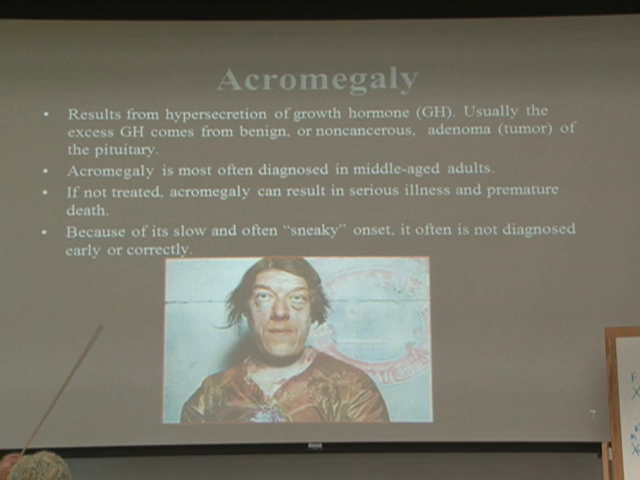 Acromegaly
• Results from hypersecretion of growth hormone (GH). Usually the
excess GH comes from benign, or noncancerous, adenoma (tumor) of
the pituitary.
• Acromegaly is most often diagnosed in middle-aged adults.
• If not treated, acromegaly can result in serious illness and premature
death.
• Because of its slow and often “sneaky” onset, it often is not diagnosed
early or correctly.
7